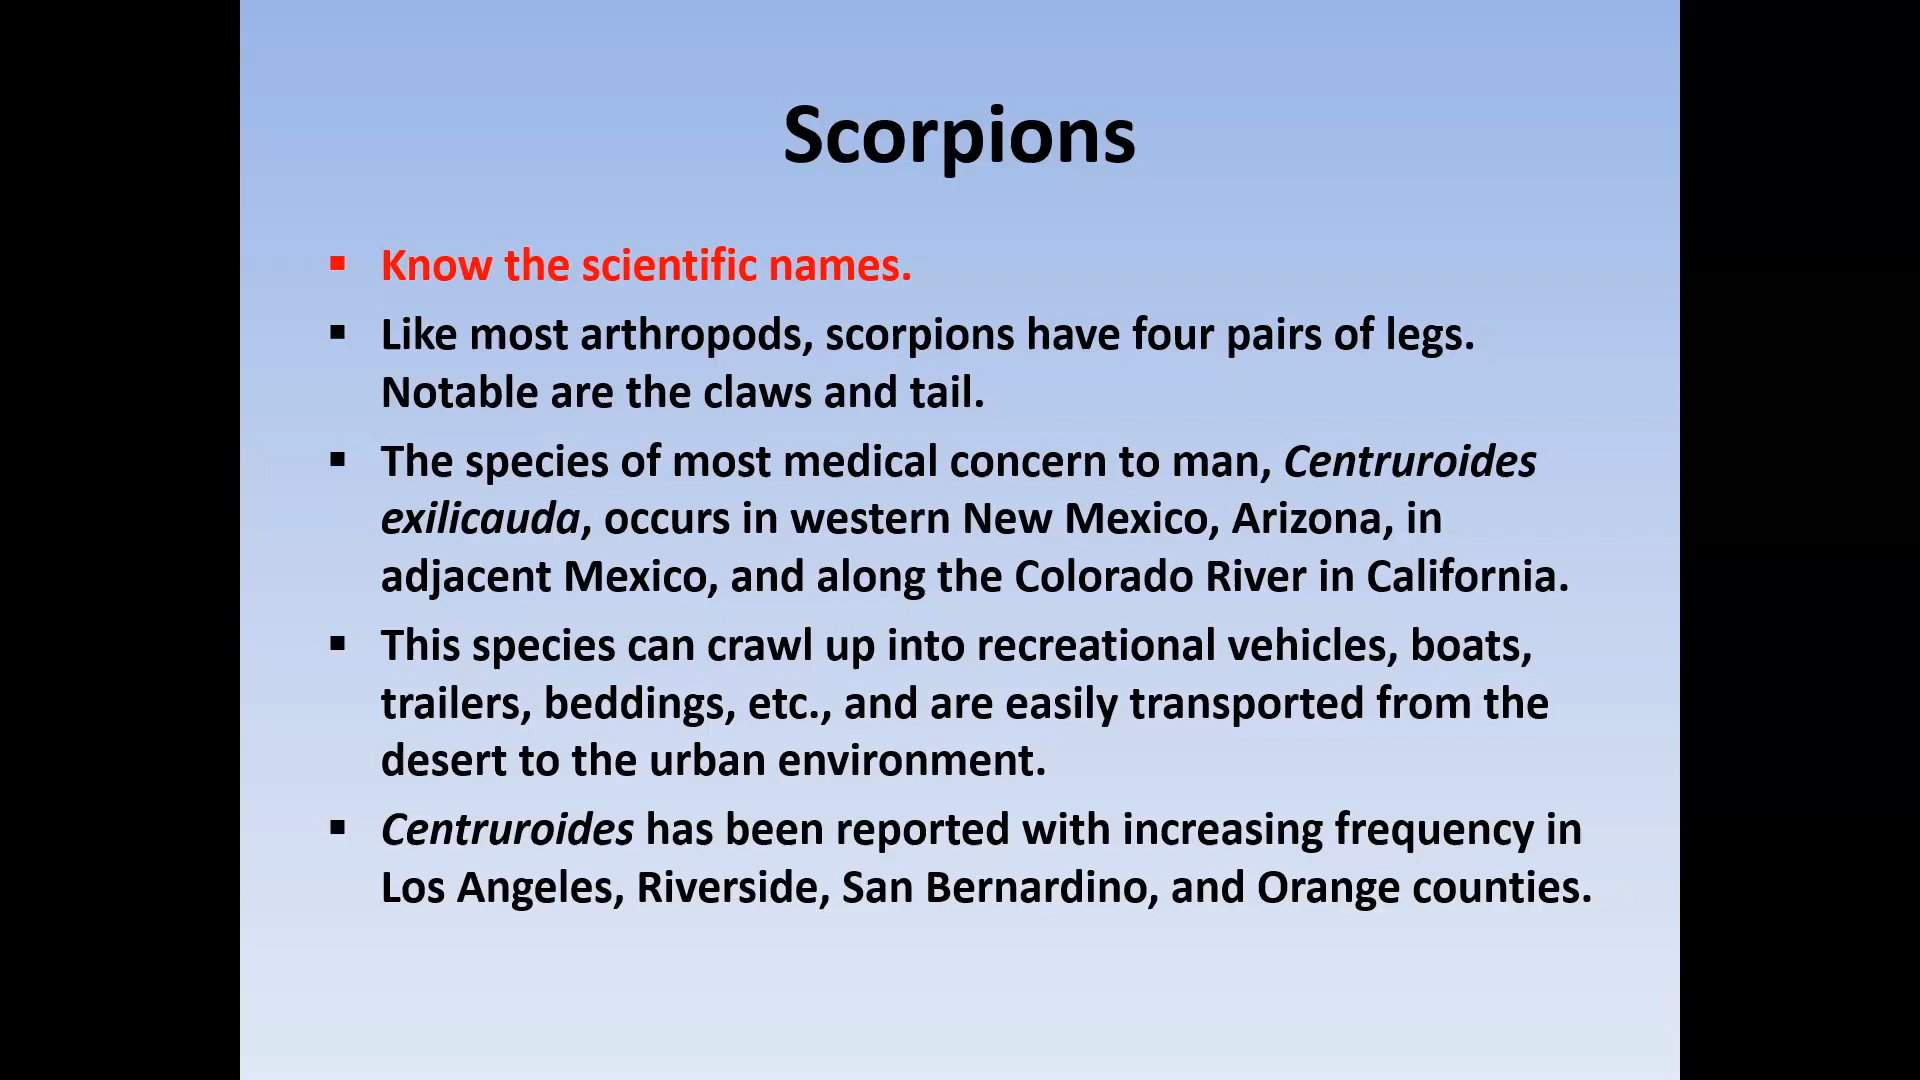 Scorpions
▪ Know the scientific names.
▪ Like most arthropods, scorpions have four pairs of legs.
Notable are the claws and tail.
▪ The species of most medical concern to man, Centruroides
exilicauda, occurs in western New Mexico, Arizona, in
adjacent Mexico, and along the Colorado River in California.
▪ This species can crawl up into recreational vehicles, boats,
trailers, beddings, etc., and are easily transported from the
desert to the urban environment.
▪ Centruroides has been reported with increasing frequency in
Los Angeles, Riverside, San Bernardino, and Orange counties.